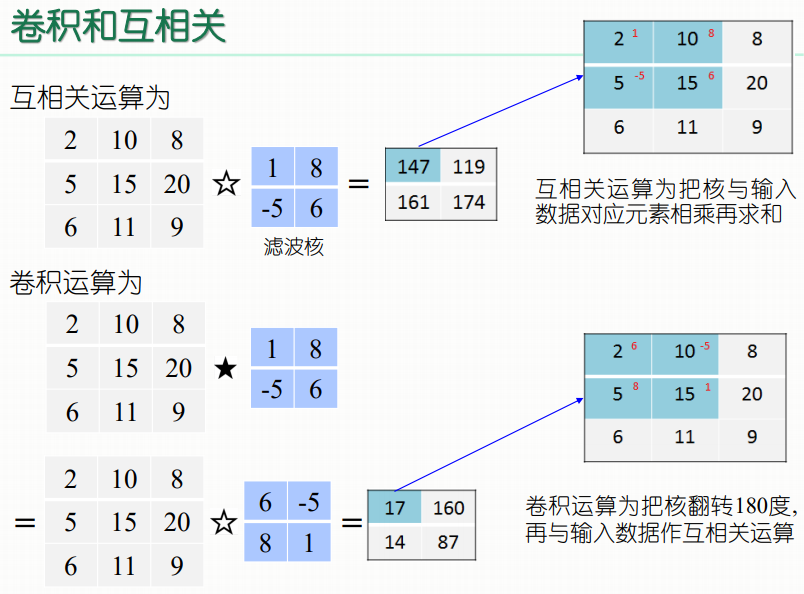 卷积和互相关
互相关运算为
2 10 8
5 15 20
6 11 9
☆
1 8
-5 6
滤波核
=
147 119
161 174
2 1 10 8 8
5 -5 15 6 20
6 11 9
互相关运算为把核与输入
数据对应元素相乘再求和
卷积运算为
2 10 8
5 15 20
6 11 9
★
1 8
-5 6
=
2 10 8
5 15 20
6 11 9
☆
6 -5
8 1
=
17 160
14 87
2 6 10 -5 8
5 8 15 1 20
6 11 9
卷积运算为把核翻转180度,
再与输入数据作互相关运算